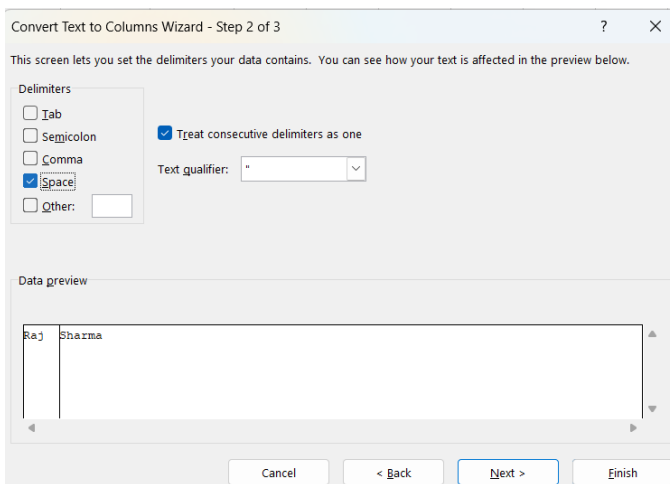 Convert Text to Columns Wizard - Step 2 of 3 ? ×
This screen lets you set the delimiters your data contains. You can see how your text is affected in the preview below.
Delimiters
Tab
Semicolon
Comma
Space
Other:
Treat consecutive delimiters as one
Text qualifier: "
Data preview
Raj Sharma
Cancel < Back Next > Finish